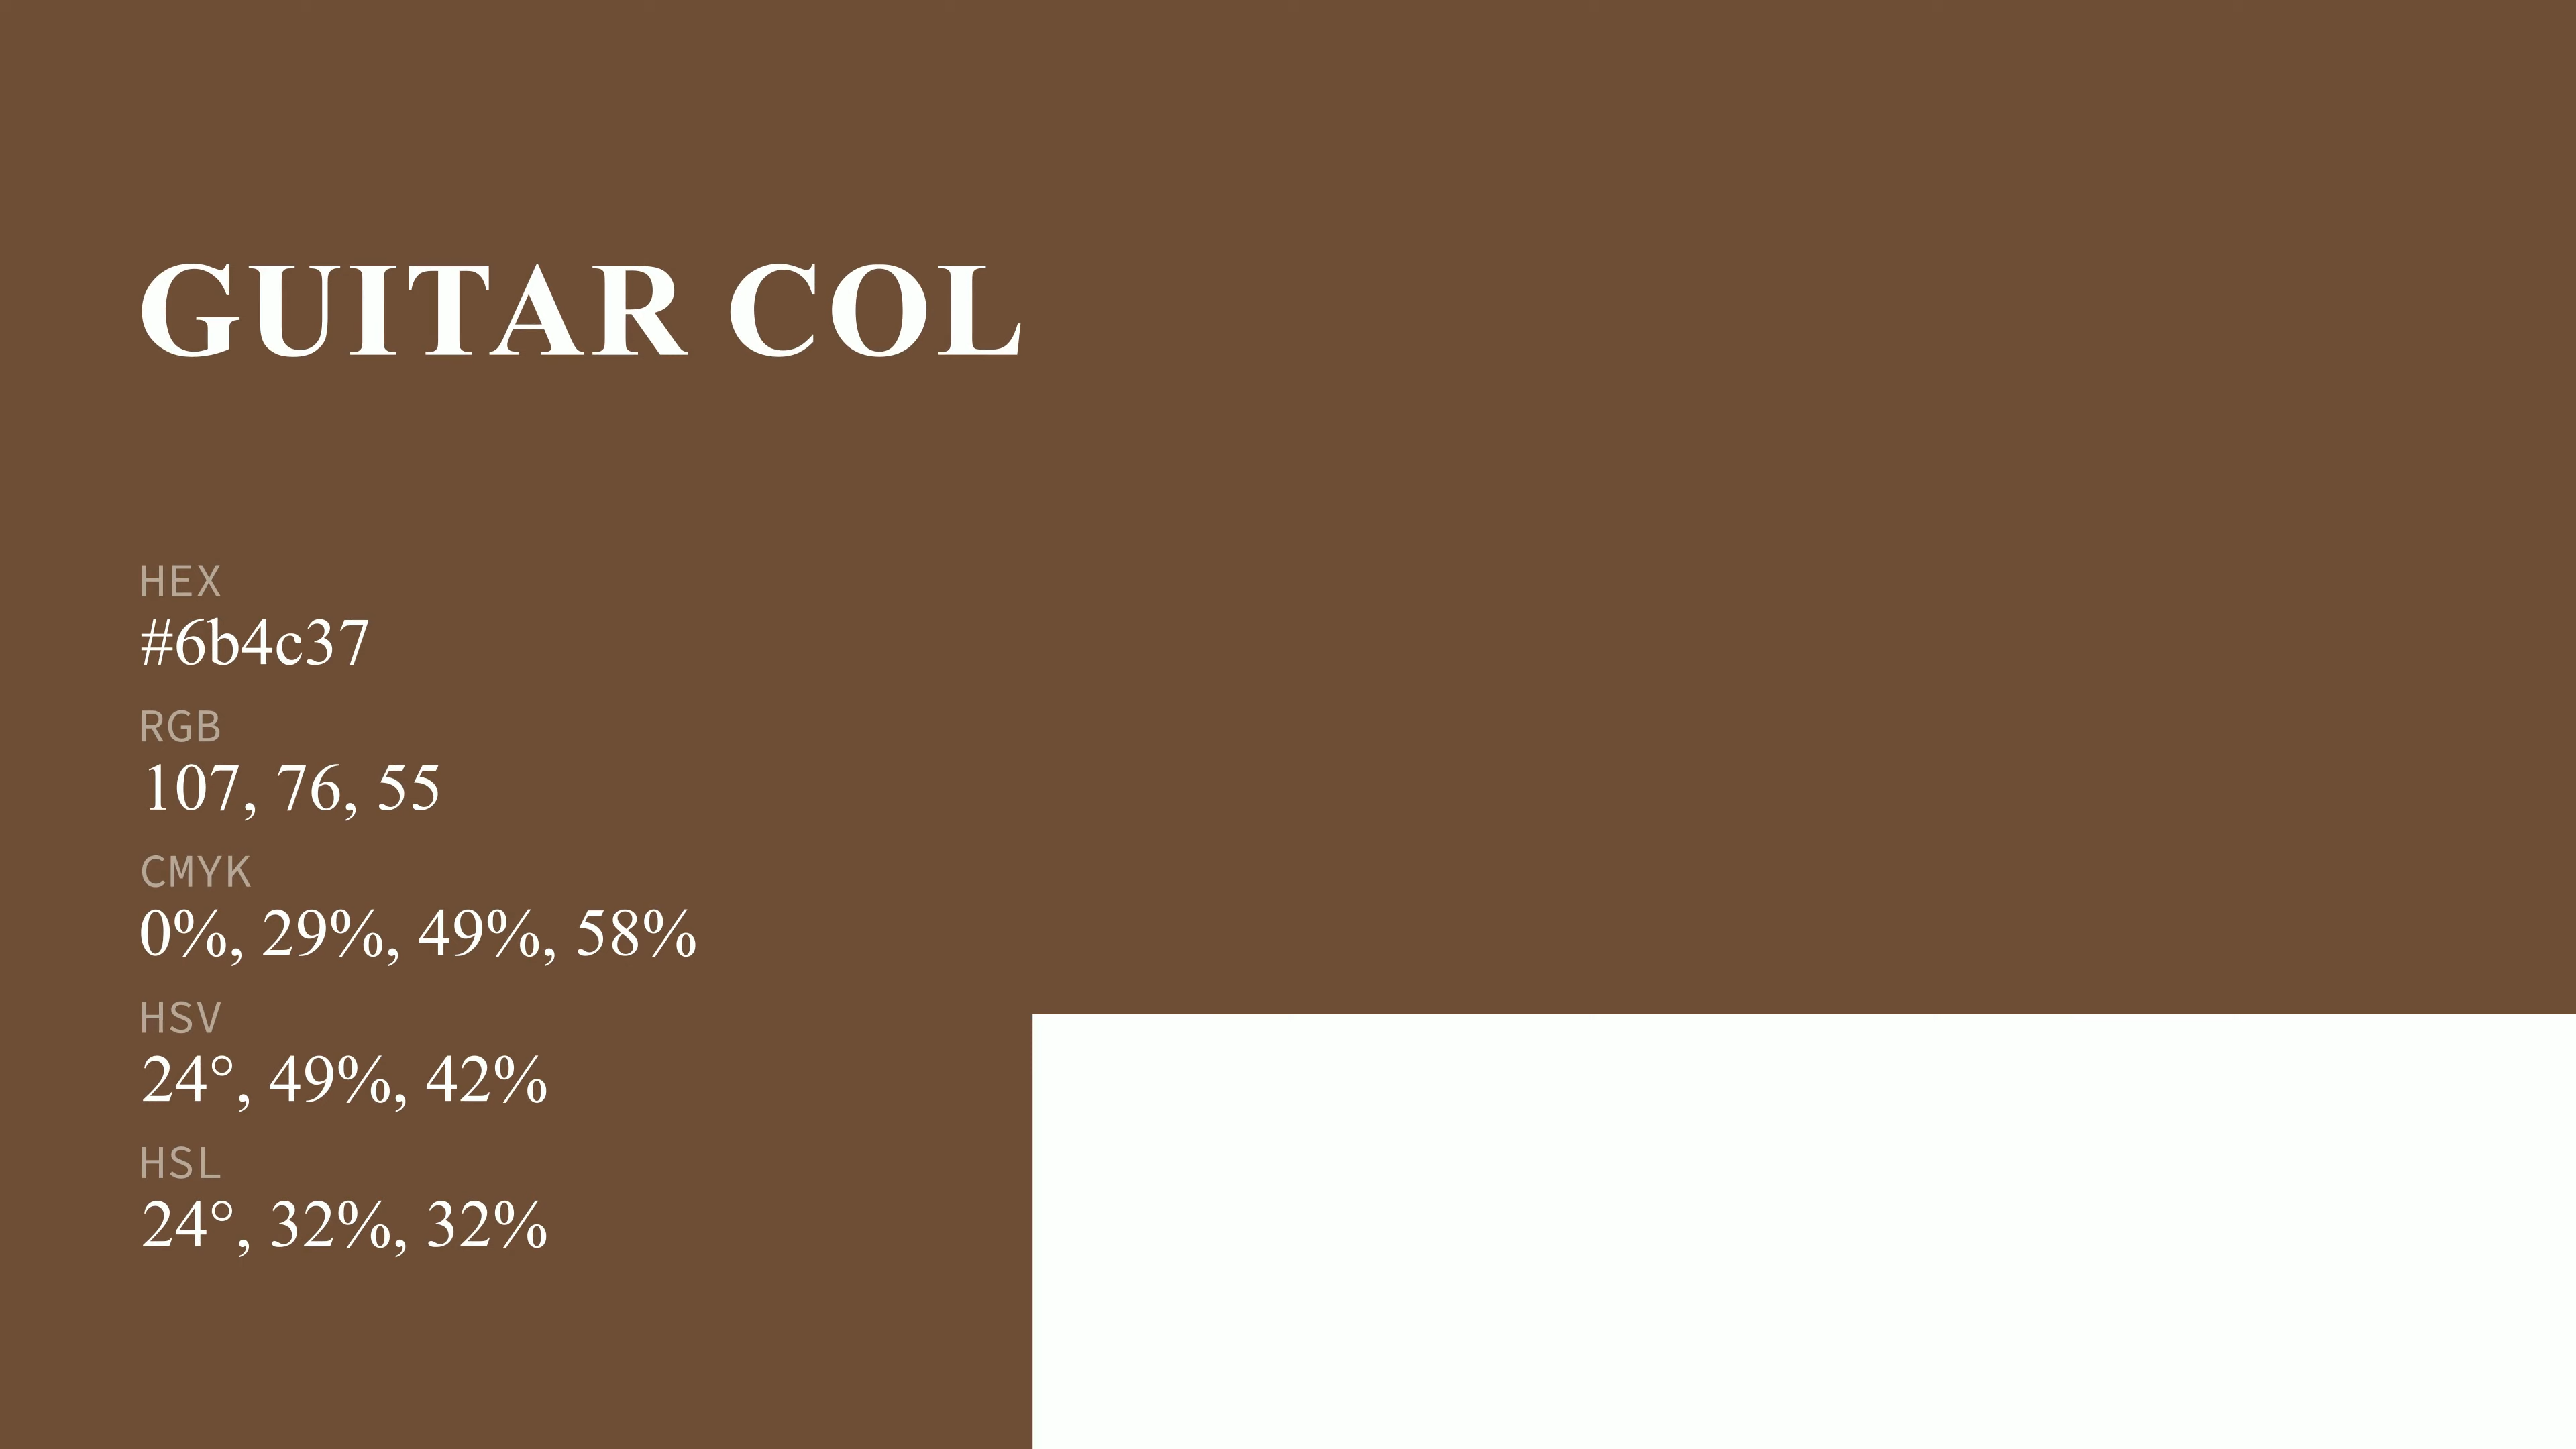 GUITAR COL
HEX
#6b4c37
RGB
107, 76, 55
CMYK
0%, 29%, 49%, 58%
HSV
24°, 49%, 42%
HSL
24°, 32%, 32%